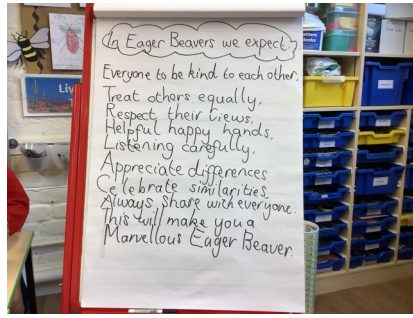 In Eager Beavers we expect:
Everyone to be kind to each other.
Treat others equally.
Respect their views.
Helpful happy hands.
Listening carefully.
Appreciate differences
Celebrate similarities.
Always share with everyone.
This will make you a
Marvellous Eager Beaver.